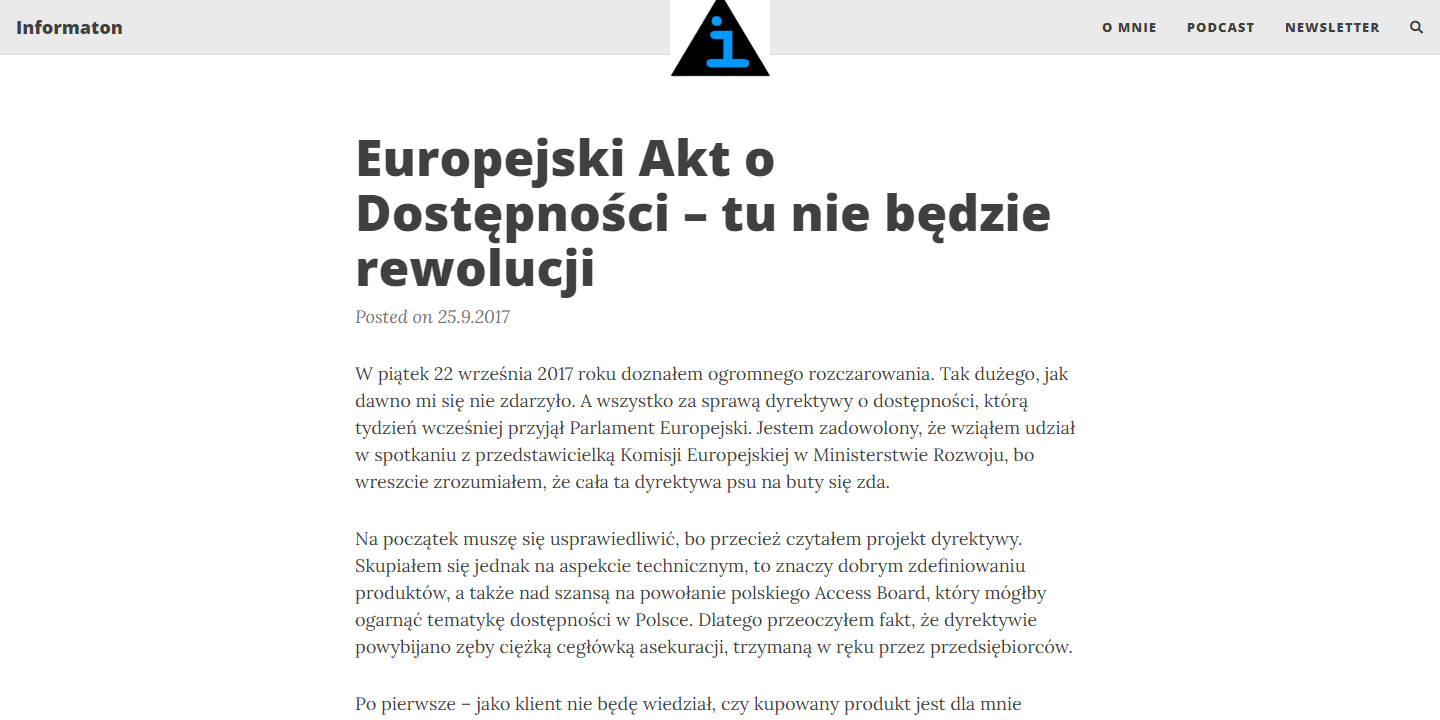 Informaton
i
O MNIE
PODCAST
NEWSLETTER
Europejski Akt o
Dostępności – tu nie będzie
rewolucji
Posted on 25.9.2017
W piątek 22 września 2017 roku doznałem ogromnego rozczarowania. Tak dużego, jak
dawno mi się nie zdarzyło. A wszystko za sprawą dyrektywy o dostępności, którą
tydzień wcześniej przyjął Parlament Europejski. Jestem zadowolony, że wziąłem udział
w spotkaniu z przedstawicielką Komisji Europejskiej w Ministerstwie Rozwoju, bo
wreszcie zrozumiałem, że cała ta dyrektywa psu na buty się zda.
Na początek muszę się usprawiedliwić, bo przecież czytałem projekt dyrektywy.
Skupiałem się jednak na aspekcie technicznym, to znaczy dobrym zdefiniowaniu
produktów, a także nad szansą na powołanie polskiego Access Board, który mógłby
ogarnąć tematykę dostępności w Polsce. Dlatego przeoczyłem fakt, że dyrektywie
powybijano zęby ciężką cegłówką asekuracji, trzymaną w ręku przez przedsiębiorców.
Po pierwsze – jako klient nie będę wiedział, czy kupowany produkt jest dla mnie